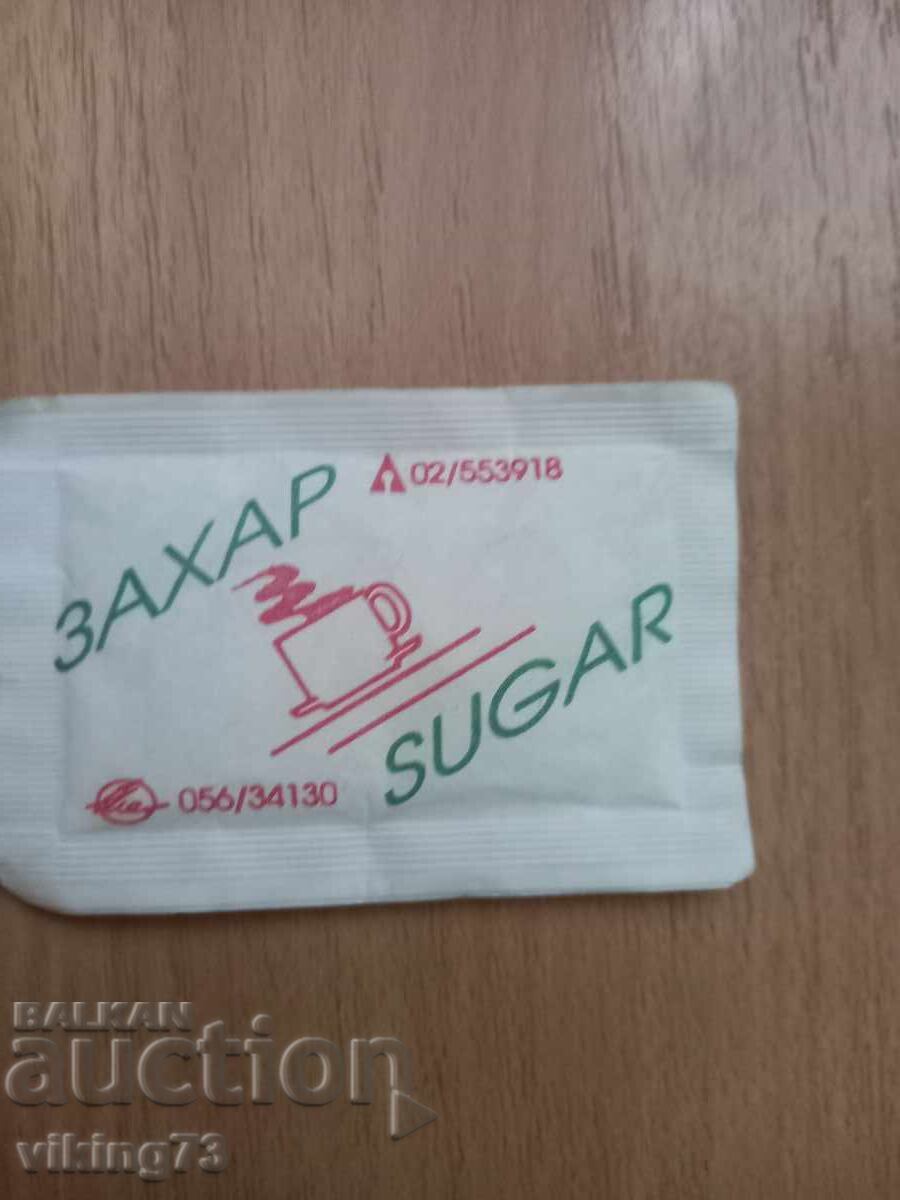 ЗАХАР
02/553918
SUGAR
056/34130
BALKAN
auction
viking73